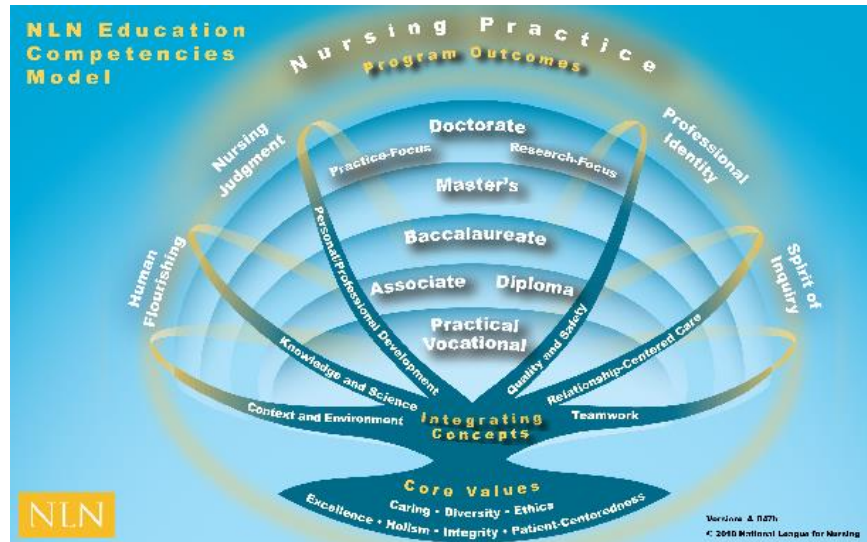 NLN Education
Competencies
Model
Nursing Practice
Program Outcomes
Nursing
Judgment
Professional
Identity
Human
Flourishing
Spirit of
Inquiry
Doctorate
Practice-Focus
Research-Focus
Master's
Baccalaureate
Associate
Diploma
Practical
Vocational
Personal/Professional Development
Quality and Safety
Knowledge and Science
Relationship-Centered Care
Context and Environment
Teamwork
Integrating
Concepts
Core Values
Caring • Diversity • Ethics
Excellence • Holism • Integrity • Patient-Centeredness
NLN
© 2010 National League for Nursing